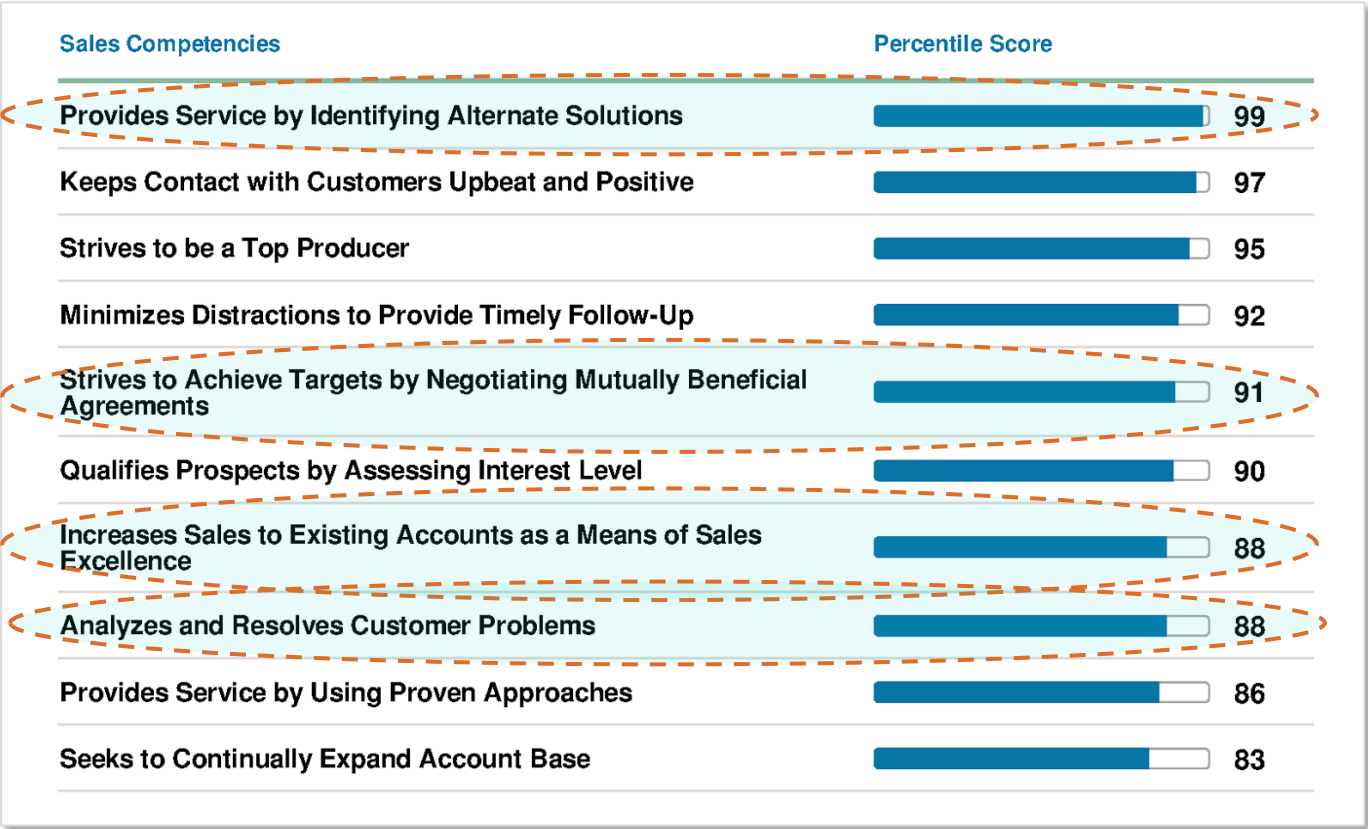 Sales Competencies Percentile Score
Provides Service by Identifying Alternate Solutions 99
Keeps Contact with Customers Upbeat and Positive 97
Strives to be a Top Producer 95
Minimizes Distractions to Provide Timely Follow-Up 92
Strives to Achieve Targets by Negotiating Mutually Beneficial
Agreements 91
Qualifies Prospects by Assessing Interest Level 90
Increases Sales to Existing Accounts as a Means of Sales
Excellence 88
Analyzes and Resolves Customer Problems 88
Provides Service by Using Proven Approaches 86
Seeks to Continually Expand Account Base 83